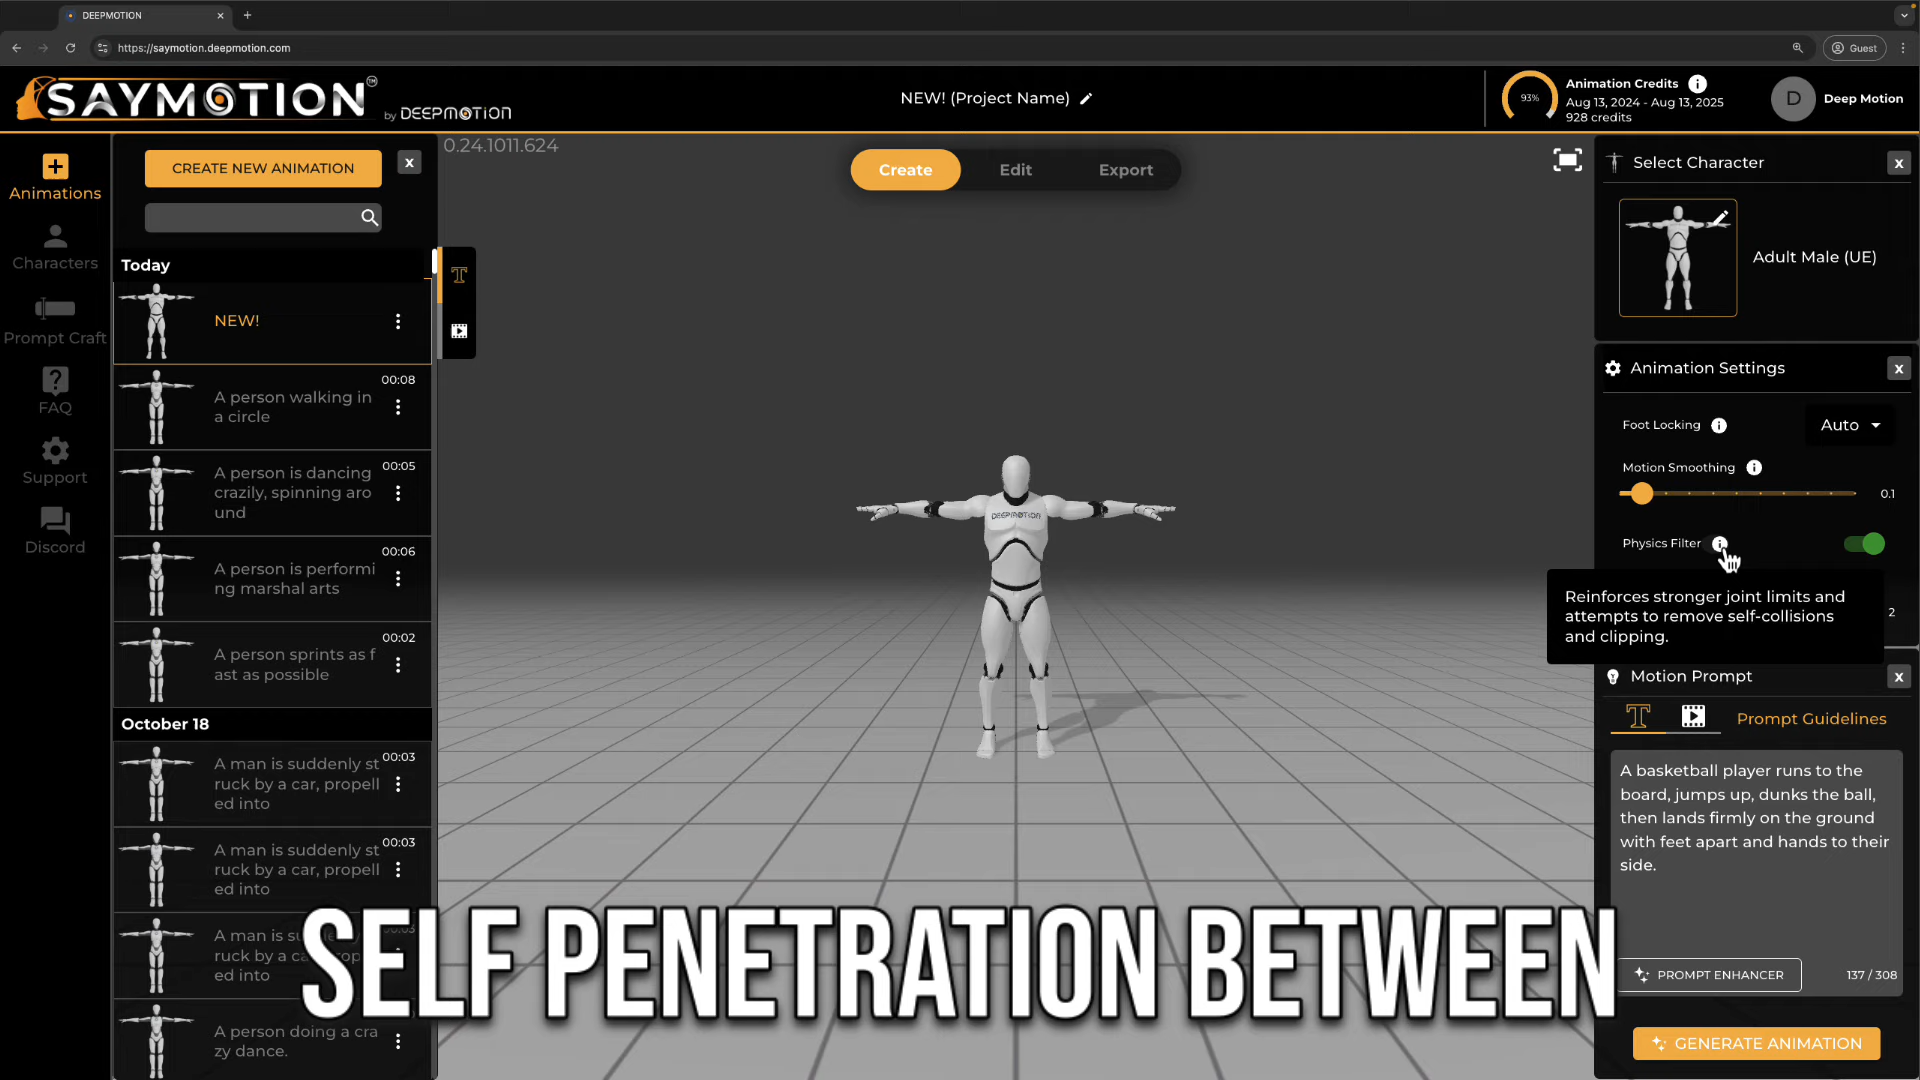 DEEPMOTION
https://saymotion.deepmotion.com
Guest
SAYMOTION™
by DEEPMOTION
NEW! (Project Name)
93%
Animation Credits
Aug 13, 2024 - Aug 13, 2025
928 credits
D
Deep Motion
Animations
Characters
Prompt Craft
FAQ
Support
Discord
CREATE NEW ANIMATION
x
Today
NEW!
00:08
A person walking in
a circle
00:05
A person is dancing
crazily, spinning aro
und
00:06
A person is performi
ng marshal arts
00:02
A person sprints as f
ast as possible
October 18
00:03
A man is suddenly st
ruck by a car, propell
ed into
00:03
A man is suddenly st
ruck by a car, propell
ed into
A man is
ruck by a
ed into
A person doing a cra
zy dance.
0.24.1011.624
T
Create
Edit
Export
DEEPMOTION
Select Character
x
Adult Male (UE)
Animation Settings
x
Foot Locking
Auto
Motion Smoothing
0.1
Physics Filter
Reinforces stronger joint limits and
attempts to remove self-collisions
and clipping.
2
Motion Prompt
x
T
Prompt Guidelines
A basketball player runs to the
board, jumps up, dunks the ball,
then lands firmly on the ground
with feet apart and hands to their
side.
PROMPT ENHANCER
137 / 308
GENERATE ANIMATION
SELF PENETRATION BETWEEN